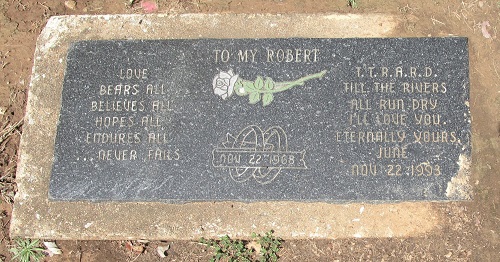 TO MY ROBERT
LOVE
BEARS ALL
BELIEVES ALL
HOPES ALL
ENDURES ALL
...NEVER FAILS
NOV 22 1968
T.T.R.A.R.D.
TILL THE RIVERS
ALL RUN DRY
I'LL LOVE YOU.
ETERNALLY YOURS,
JUNE
NOV 22 1993